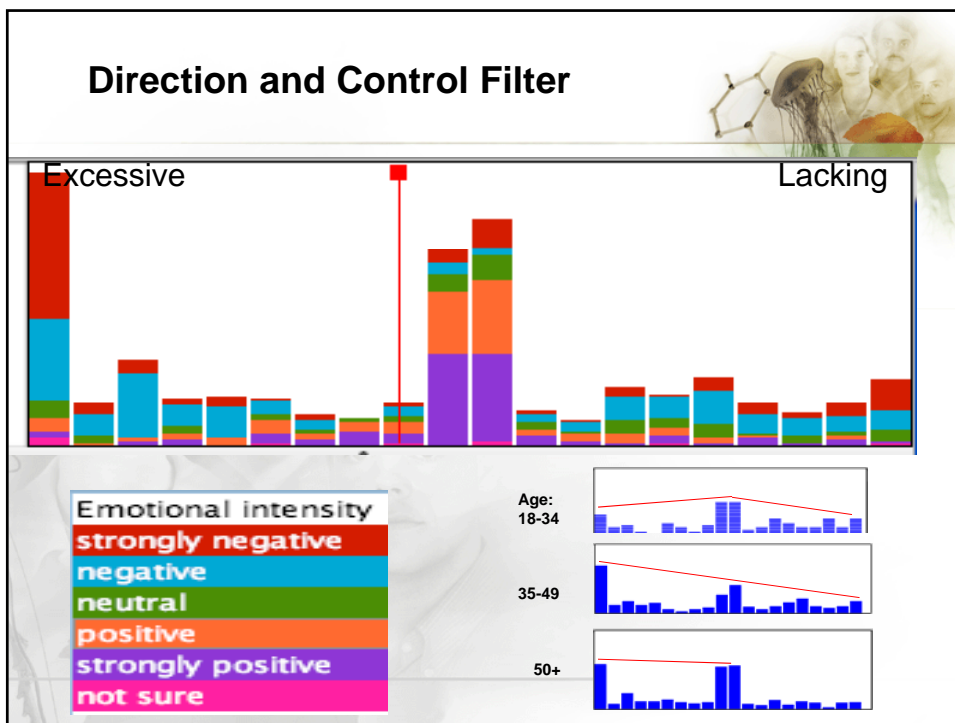 Direction and Control Filter
Excessive
Lacking
Emotional intensity
strongly negative
negative
neutral
positive
strongly positive
not sure
Age:
18-34
35-49
50+